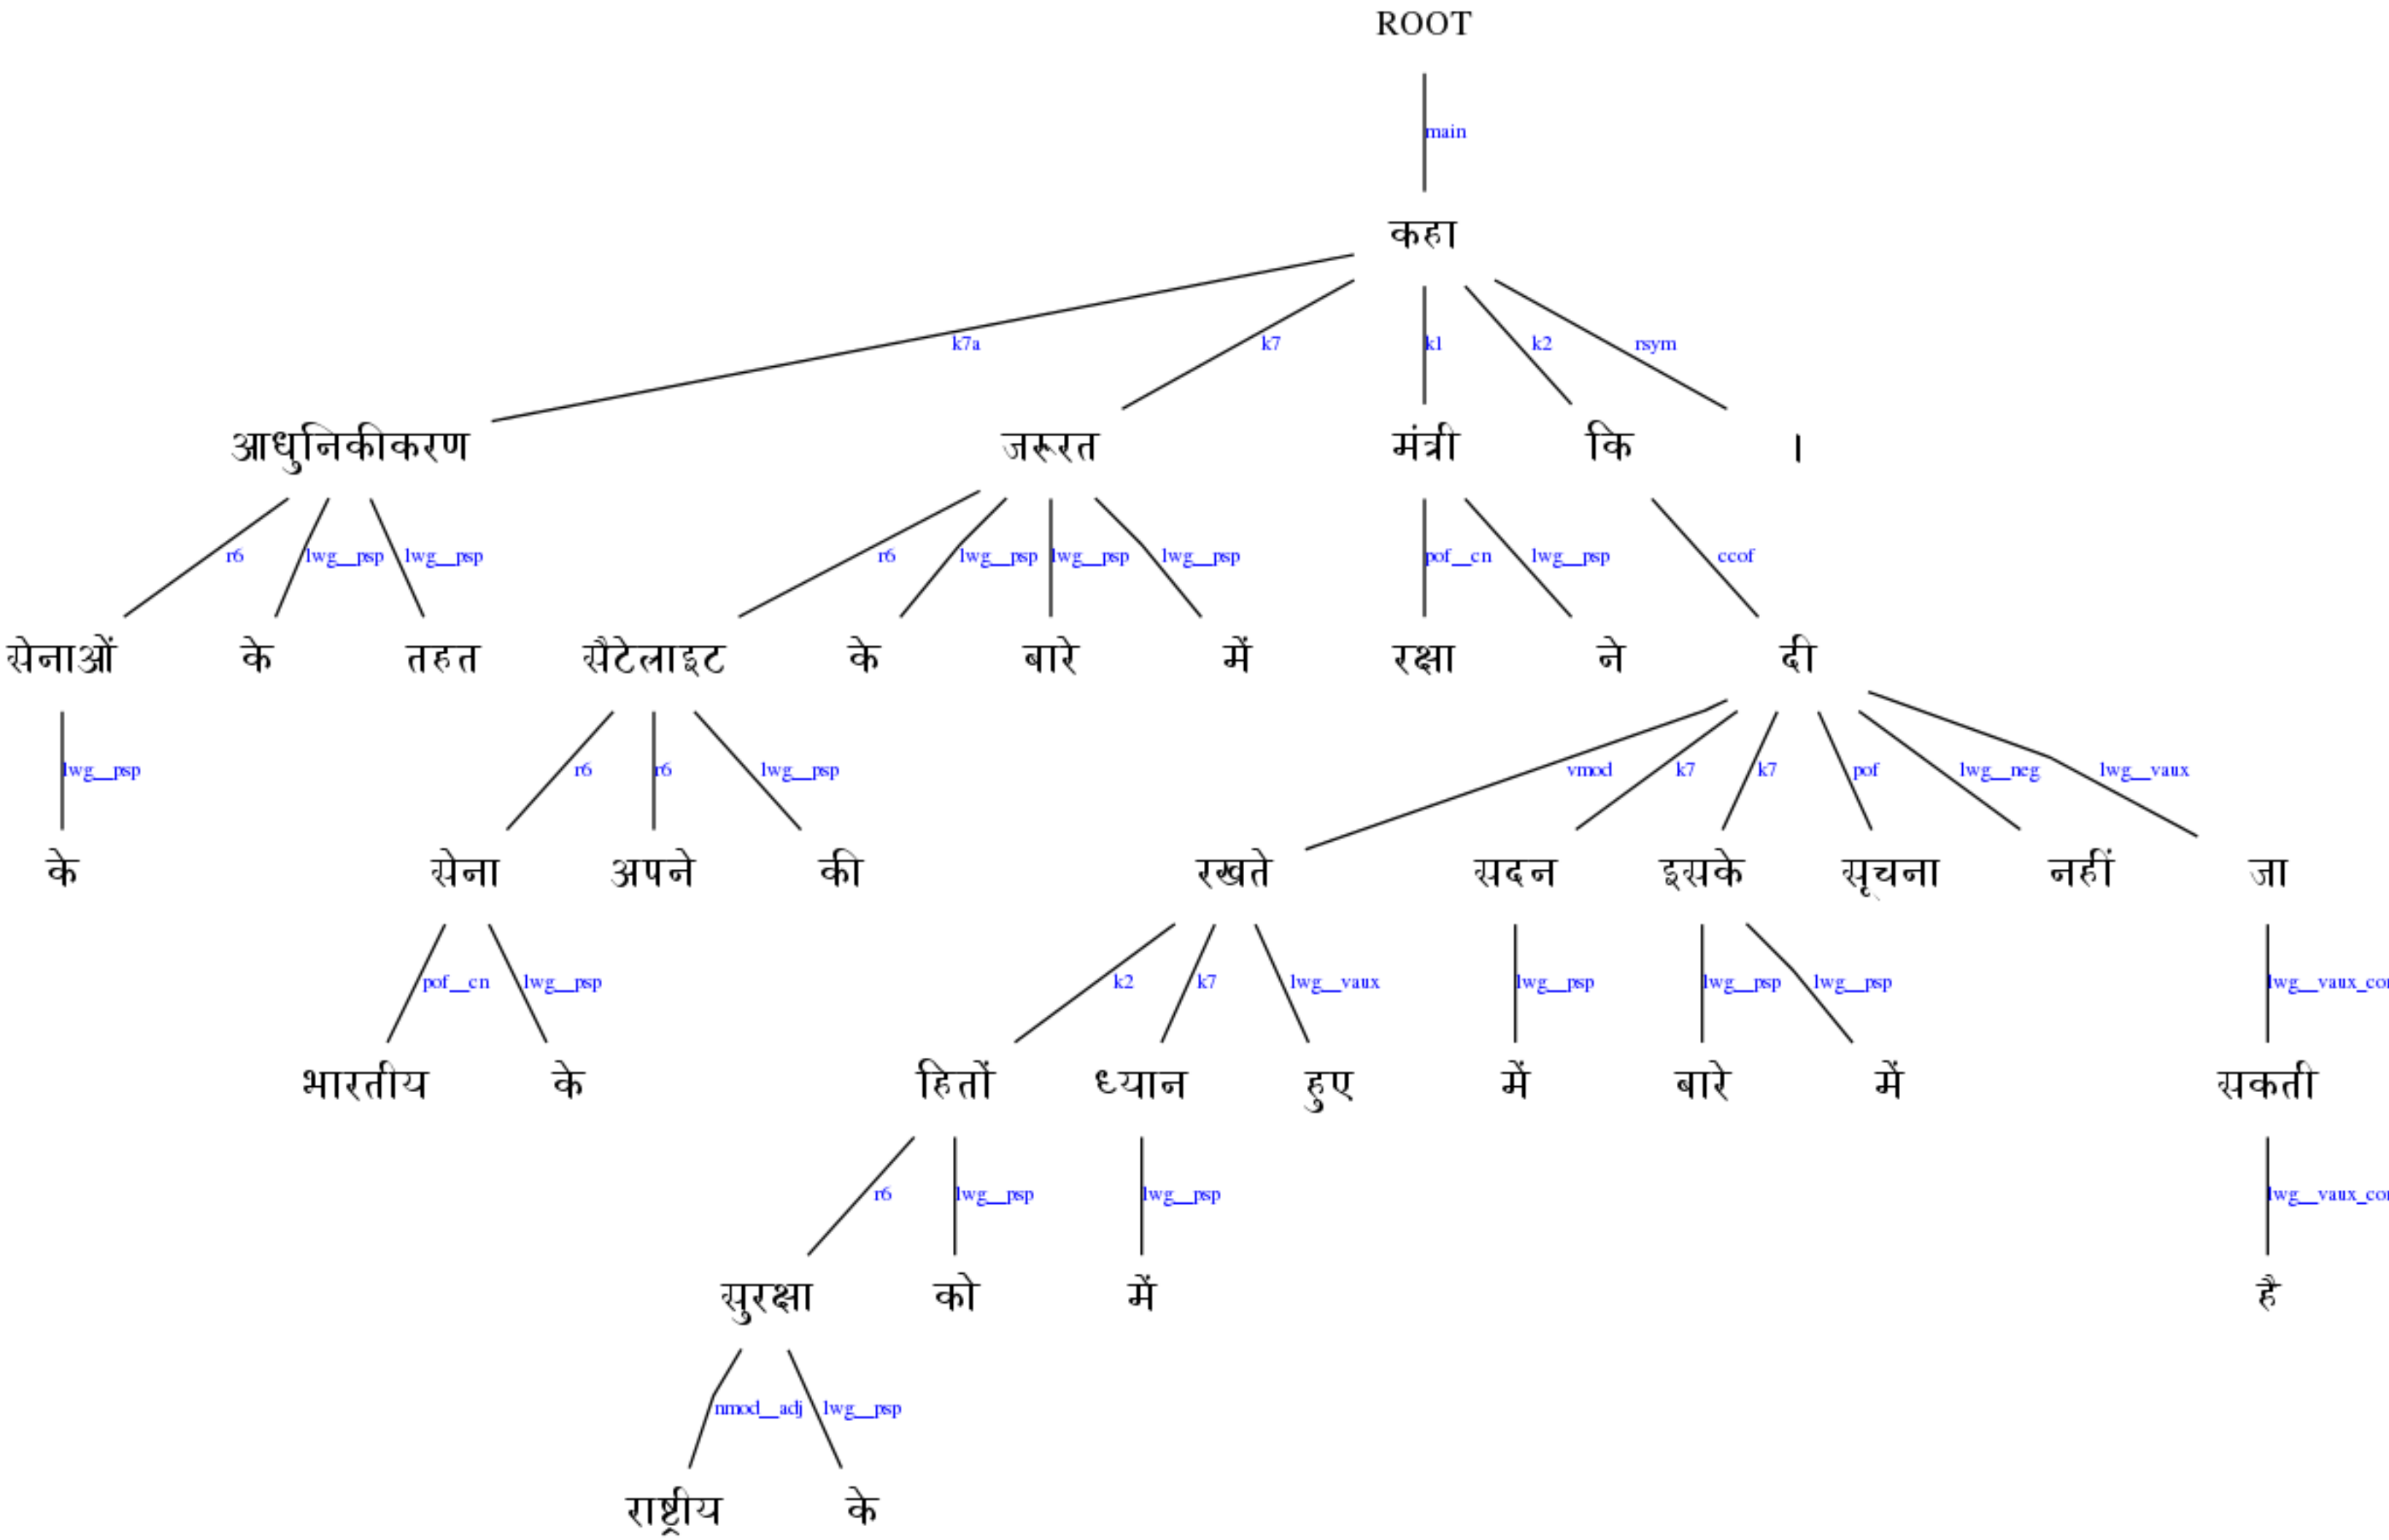 ROOT
main
कहा
k7a k7 k1 k2 rsym
आधुनिकीकरण जरूरत मंत्री कि ।
r6 lwg__psp lwg__psp r6 lwg__psp lwg__psp lwg__psp pof__cn lwg__psp ccof
सेनाओं के तहत सैटेलाइट के बारे में रक्षा ने दी
lwg__psp r6 r6 lwg__psp vmod k7 k7 pof lwg__neg lwg__vaux
के सेना अपने की रखते सदन इसके सूचना नहीं जा
pof__cn lwg__psp k2 k7 lwg__vaux lwg__psp lwg__psp lwg__psp lwg__vaux_co
भारतीय के हितों ध्यान हुए में बारे में सकती
r6 lwg__psp lwg__psp lwg__vaux_co
सुरक्षा को में है
nmod__adj lwg__psp
राष्ट्रीय के